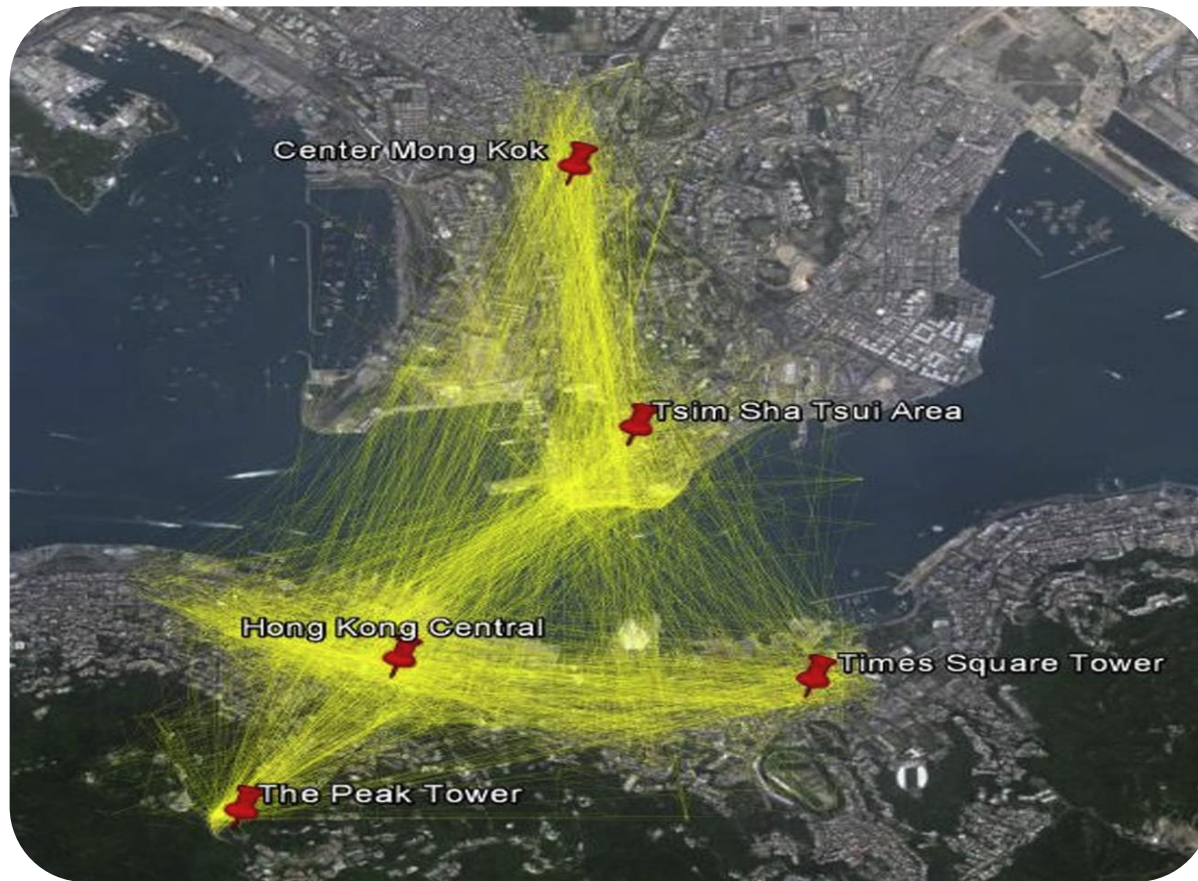 Center Mong Kok
Tsim Sha Tsui Area
Hong Kong Central
Times Square Tower
The Peak Tower